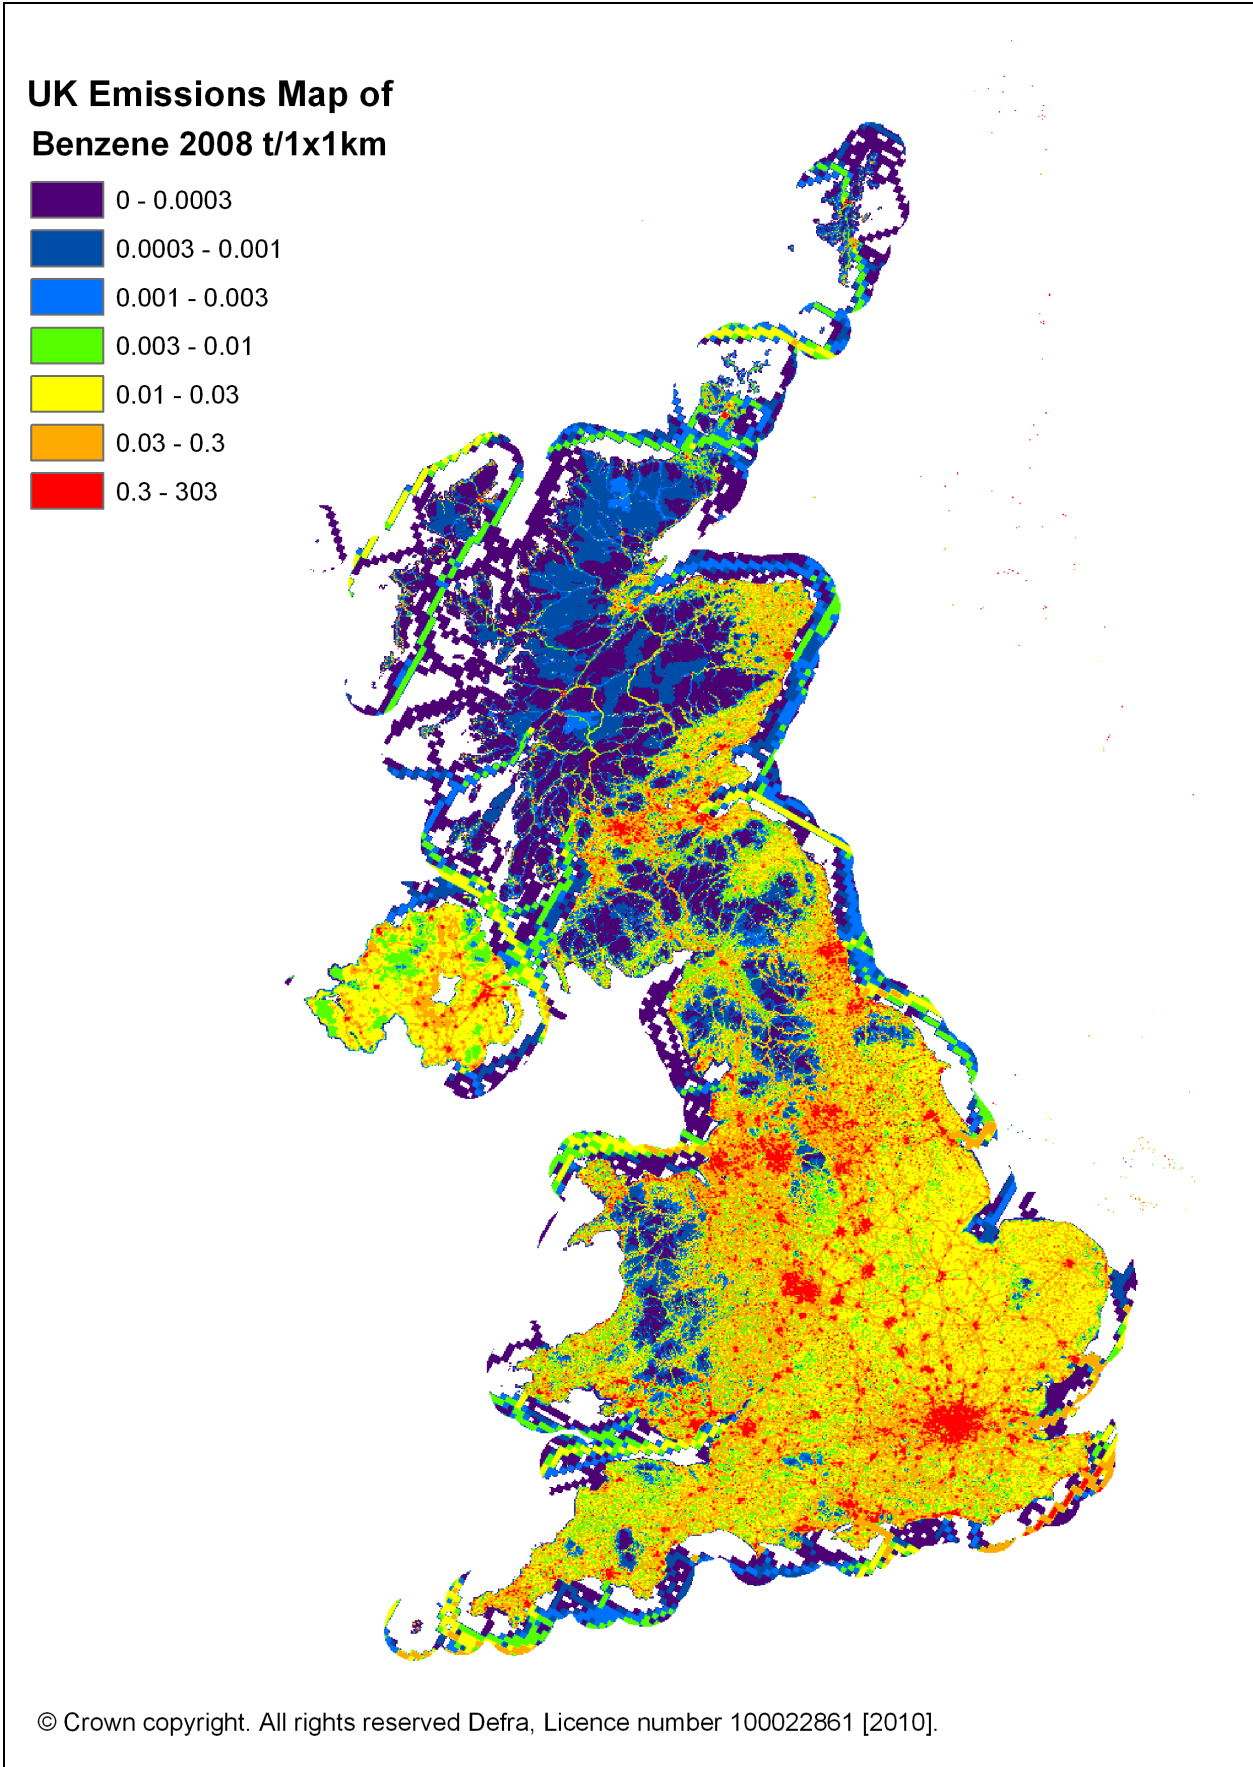 UK Emissions Map of
Benzene 2008 t/1x1km
0 - 0.0003
0.0003 - 0.001
0.001 - 0.003
0.003 - 0.01
0.01 - 0.03
0.03 - 0.3
0.3 - 303
© Crown copyright. All rights reserved Defra, Licence number 100022861 [2010].